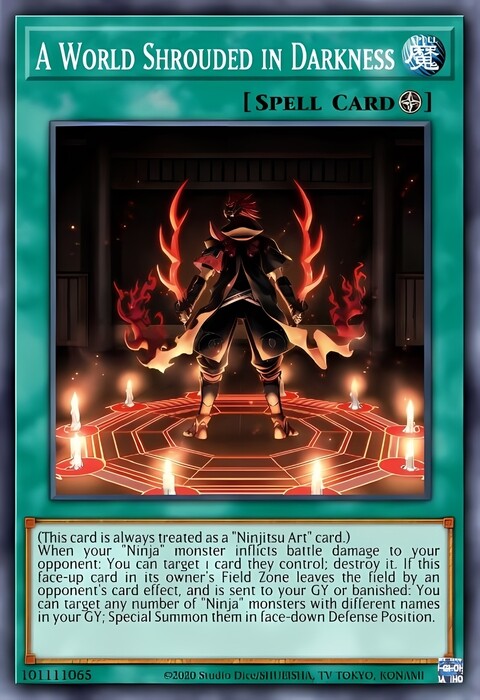 A WORLD SHROUDED IN DARKNESS 魔
[SPELL CARD]
(This card is always treated as a "Ninjitsu Art" card.)
When your "Ninja" monster inflicts battle damage to your
opponent: You can target 1 card they control; destroy it. If this
face-up card in its owner's Field Zone leaves the field by an
opponent's card effect, and is sent to your GY or banished: You
can target any number of "Ninja" monsters with different names
in your GY; Special Summon them in face-down Defense Position.
101111065 ©2020 Studio Dice/SHUEISHA, TV TOKYO, KONAMI